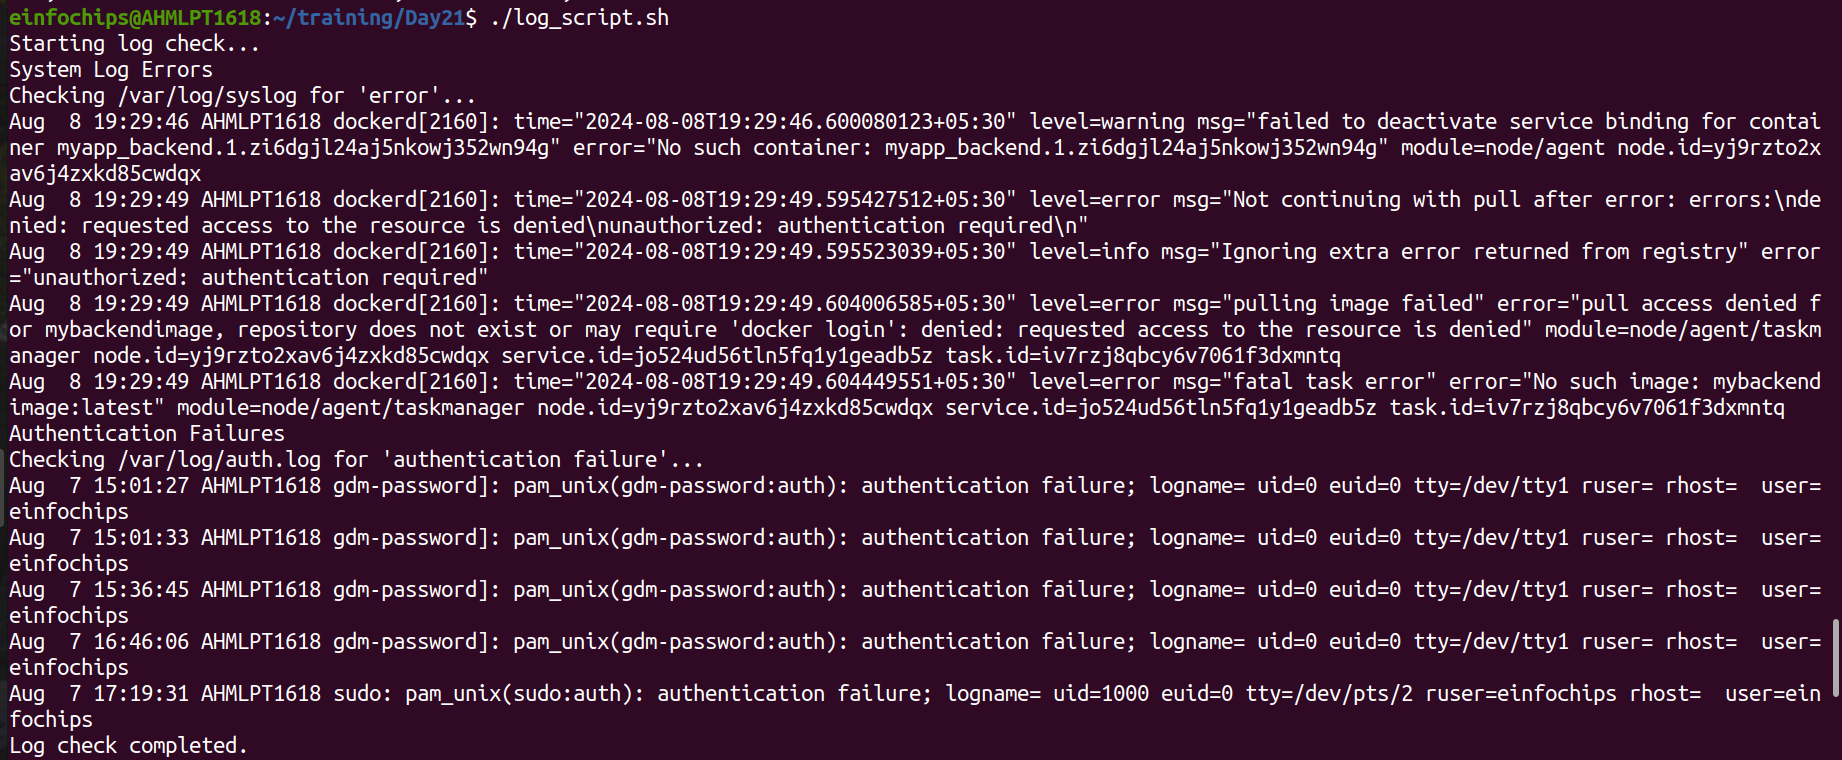 einfochips@AHMLPT1618:~/training/Day21$ ./log_script.sh
Starting log check...
System Log Errors
Checking /var/log/syslog for 'error'...
Aug  8 19:29:46 AHMLPT1618 dockerd[2160]: time="2024-08-08T19:29:46.600080123+05:30" level=warning msg="failed to deactivate service binding for contai
ner myapp_backend.1.zi6dgjl24aj5nkowj352wn94g" error="No such container: myapp_backend.1.zi6dgjl24aj5nkowj352wn94g" module=node/agent node.id=yj9rzto2x
av6j4zxkd85cwdqx
Aug  8 19:29:49 AHMLPT1618 dockerd[2160]: time="2024-08-08T19:29:49.595427512+05:30" level=error msg="Not continuing with pull after error: errors:\nde
nied: requested access to the resource is denied\nunauthorized: authentication required\n"
Aug  8 19:29:49 AHMLPT1618 dockerd[2160]: time="2024-08-08T19:29:49.595523039+05:30" level=info msg="Ignoring extra error returned from registry" error
="unauthorized: authentication required"
Aug  8 19:29:49 AHMLPT1618 dockerd[2160]: time="2024-08-08T19:29:49.604006585+05:30" level=error msg="pulling image failed" error="pull access denied f
or mybackendimage, repository does not exist or may require 'docker login': denied: requested access to the resource is denied" module=node/agent/taskm
anager node.id=yj9rzto2xav6j4zxkd85cwdqx service.id=jo524ud56tln5fq1y1geadb5z task.id=iv7rzj8qbcy6v7061f3dxmntq
Aug  8 19:29:49 AHMLPT1618 dockerd[2160]: time="2024-08-08T19:29:49.604449551+05:30" level=error msg="fatal task error" error="No such image: mybackend
image:latest" module=node/agent/taskmanager node.id=yj9rzto2xav6j4zxkd85cwdqx service.id=jo524ud56tln5fq1y1geadb5z task.id=iv7rzj8qbcy6v7061f3dxmntq
Authentication Failures
Checking /var/log/auth.log for 'authentication failure'...
Aug  7 15:01:27 AHMLPT1618 gdm-password]: pam_unix(gdm-password:auth): authentication failure; logname= uid=0 euid=0 tty=/dev/tty1 ruser= rhost=  user=
einfochips
Aug  7 15:01:33 AHMLPT1618 gdm-password]: pam_unix(gdm-password:auth): authentication failure; logname= uid=0 euid=0 tty=/dev/tty1 ruser= rhost=  user=
einfochips
Aug  7 15:36:45 AHMLPT1618 gdm-password]: pam_unix(gdm-password:auth): authentication failure; logname= uid=0 euid=0 tty=/dev/tty1 ruser= rhost=  user=
einfochips
Aug  7 16:46:06 AHMLPT1618 gdm-password]: pam_unix(gdm-password:auth): authentication failure; logname= uid=0 euid=0 tty=/dev/tty1 ruser= rhost=  user=
einfochips
Aug  7 17:19:31 AHMLPT1618 sudo: pam_unix(sudo:auth): authentication failure; logname= uid=1000 euid=0 tty=/dev/pts/2 ruser=einfochips rhost=  user=ein
fochips
Log check completed.